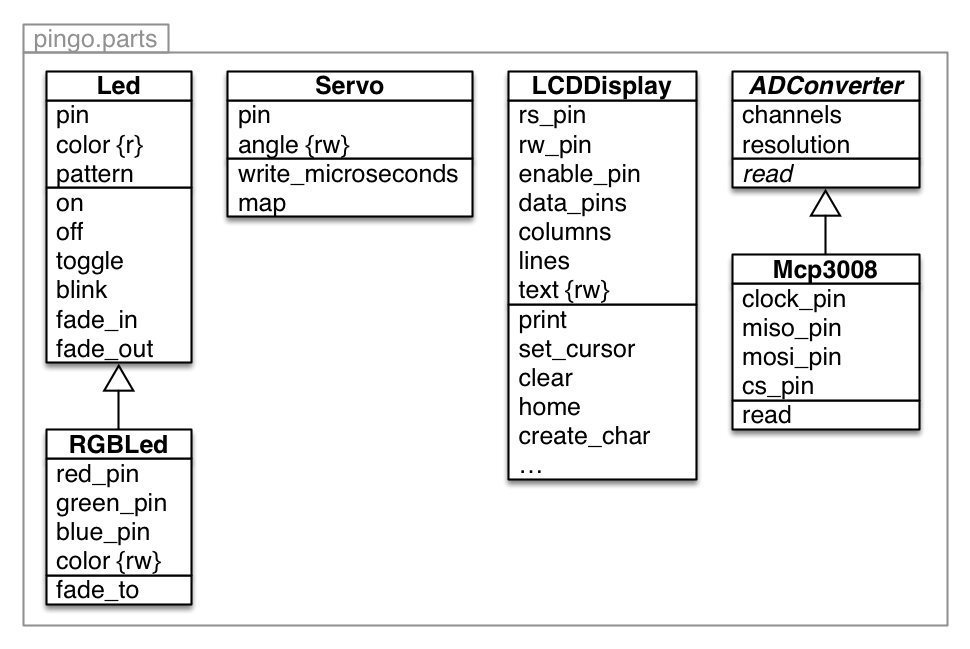 pingo.parts
Led
pin
color {r}
pattern
on
off
toggle
blink
fade_in
fade_out
RGBLed
red_pin
green_pin
blue_pin
color {rw}
fade_to
Servo
pin
angle {rw}
write_microseconds
map
LCDDisplay
rs_pin
rw_pin
enable_pin
data_pins
columns
lines
text {rw}
print
set_cursor
clear
home
create_char
…
ADConverter
channels
resolution
read
Mcp3008
clock_pin
miso_pin
mosi_pin
cs_pin
read